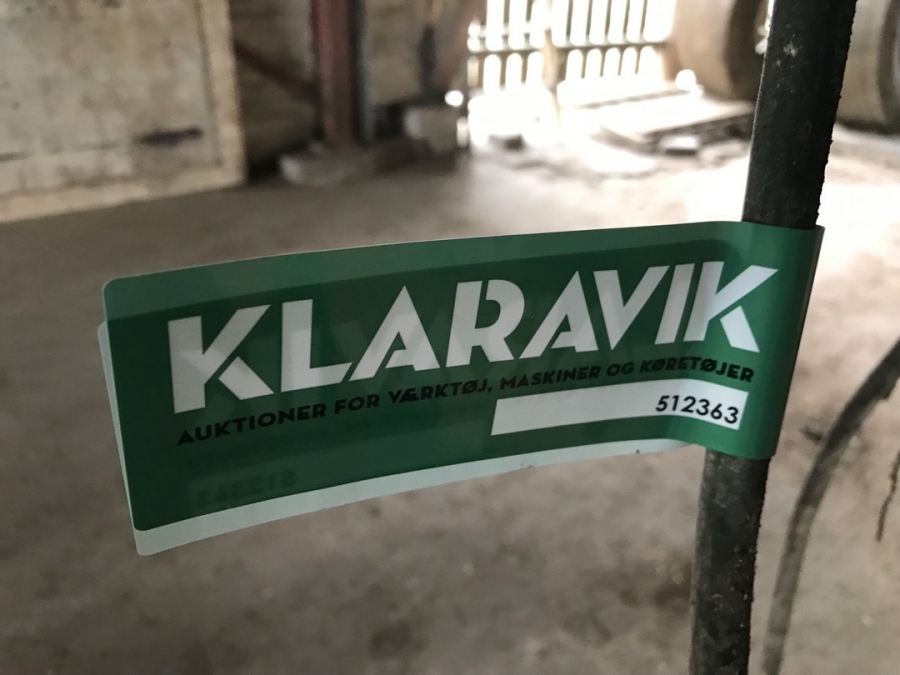 KLARAVIK
AUKTIONER FOR VÆRKTØJ, MASKINER OG KØRETØJER
512363